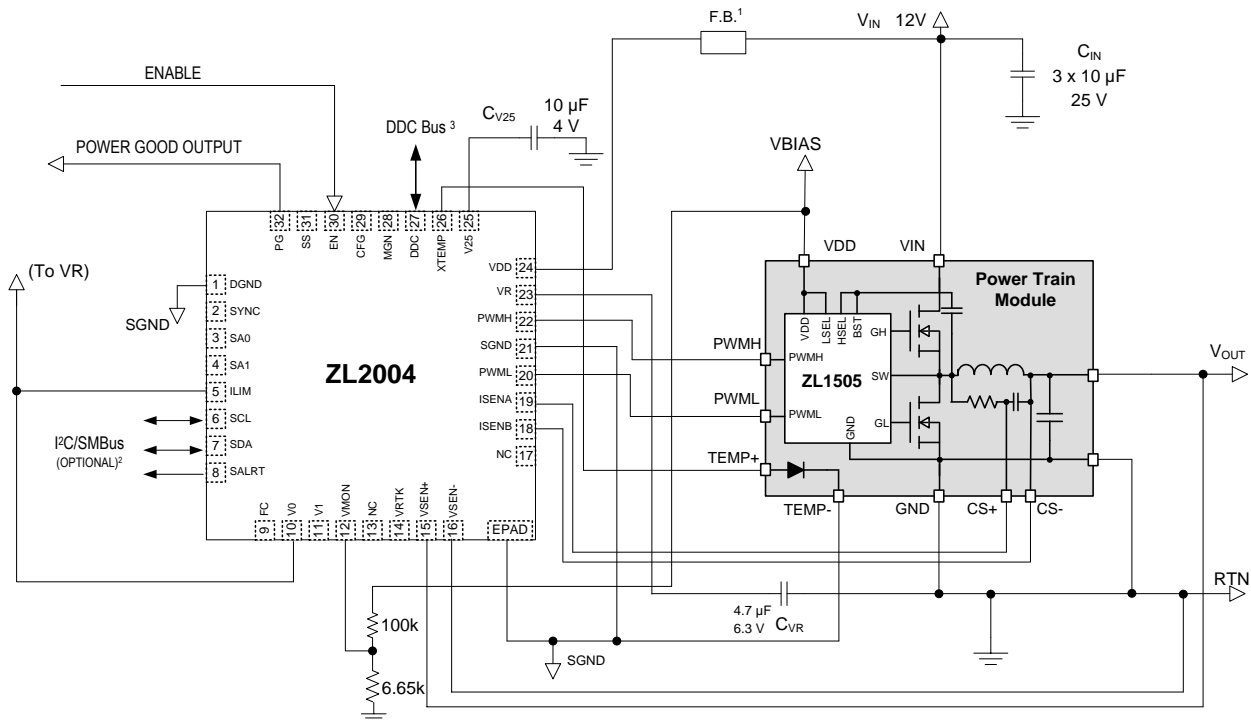 F.B.¹
V_IN 12V
C_IN
3 x 10 µF
25 V
ENABLE
C_V25
10 µF
4 V
DDC Bus ³
POWER GOOD OUTPUT
VBIAS
(To VR)
PG 32
SS 31
EN 30
CFG 29
MGN 28
DDC 27
XTEMP 26
V25 25
1 DGND
2 SYNC
3 SA0
4 SA1
5 ILIM
6 SCL
7 SDA
8 SALRT
SGND
I²C/SMBus
(OPTIONAL)²
ZL2004
VDD 24
VR 23
PWMH 22
SGND 21
PWML 20
ISENA 19
ISENB 18
NC 17
9 FC
10 V0
11 V1
12 VMON
13 NC
14 VRTK
15 VSEN+
16 VSEN-
EPAD
VDD
VIN
Power Train
Module
VDD
LSEL
HSEL
BST
GH
PWMH
PWMH
ZL1505
SW
V_OUT
PWML
PWML
GND
GL
TEMP+
TEMP-
GND
CS+
CS-
RTN
100k
4.7 µF
6.3 V
C_VR
SGND
6.65k